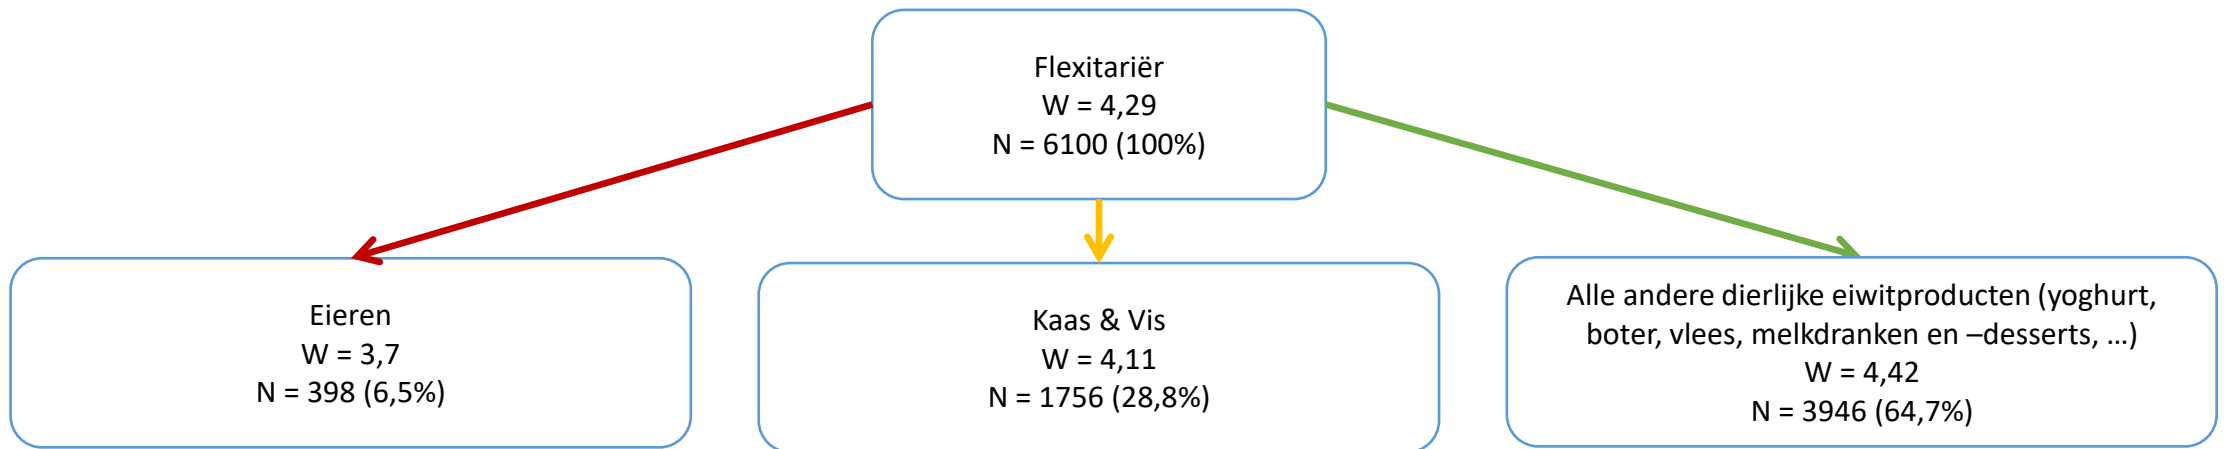 Flexitariër
W = 4,29
N = 6100 (100%)
Eieren
W = 3,7
N = 398 (6,5%)
Kaas & Vis
W = 4,11
N = 1756 (28,8%)
Alle andere dierlijke eiwitproducten (yoghurt,
boter, vlees, melkdranken en –desserts, …)
W = 4,42
N = 3946 (64,7%)